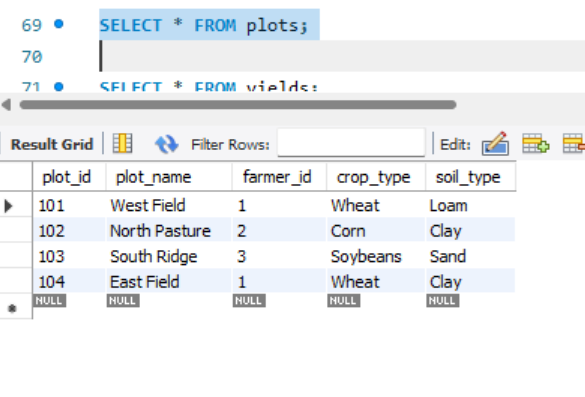 69 SELECT * FROM plots;
70
71 SELECT * FROM yields;
Result Grid Filter Rows: Edit:
plot_id plot_name farmer_id crop_type soil_type
101 West Field 1 Wheat Loam
102 North Pasture 2 Corn Clay
103 South Ridge 3 Soybeans Sand
104 East Field 1 Wheat Clay
NULL NULL NULL NULL NULL